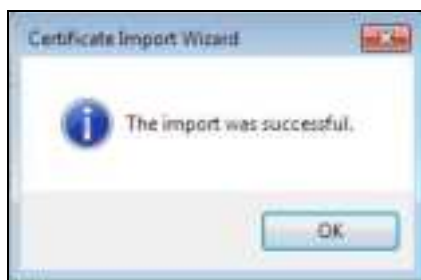 Certificate Import Wizard
The import was successful.
OK